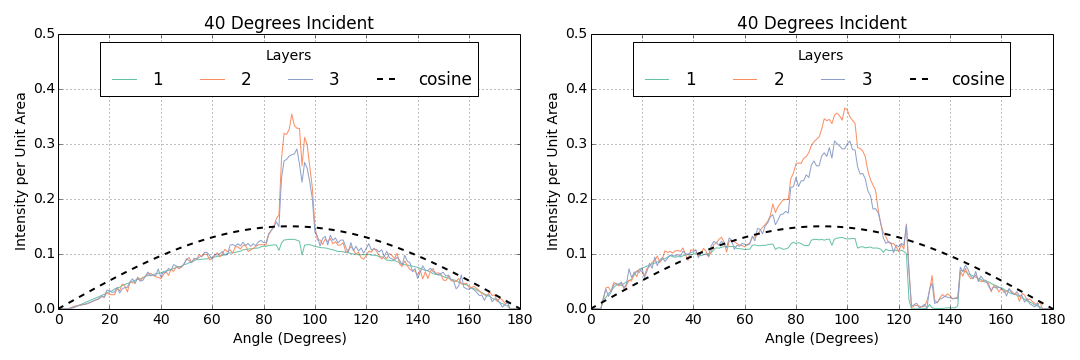 40 Degrees Incident
Layers
1 2 3 cosine
Intensity per Unit Area
0.5
0.4
0.3
0.2
0.1
0.0
0 20 40 60 80 100 120 140 160 180
Angle (Degrees)
40 Degrees Incident
Layers
1 2 3 cosine
Intensity per Unit Area
0.5
0.4
0.3
0.2
0.1
0.0
0 20 40 60 80 100 120 140 160 180
Angle (Degrees)